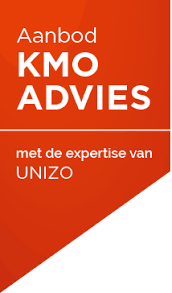 Aanbod
KMO
ADVIES
met de expertise van
UNIZO